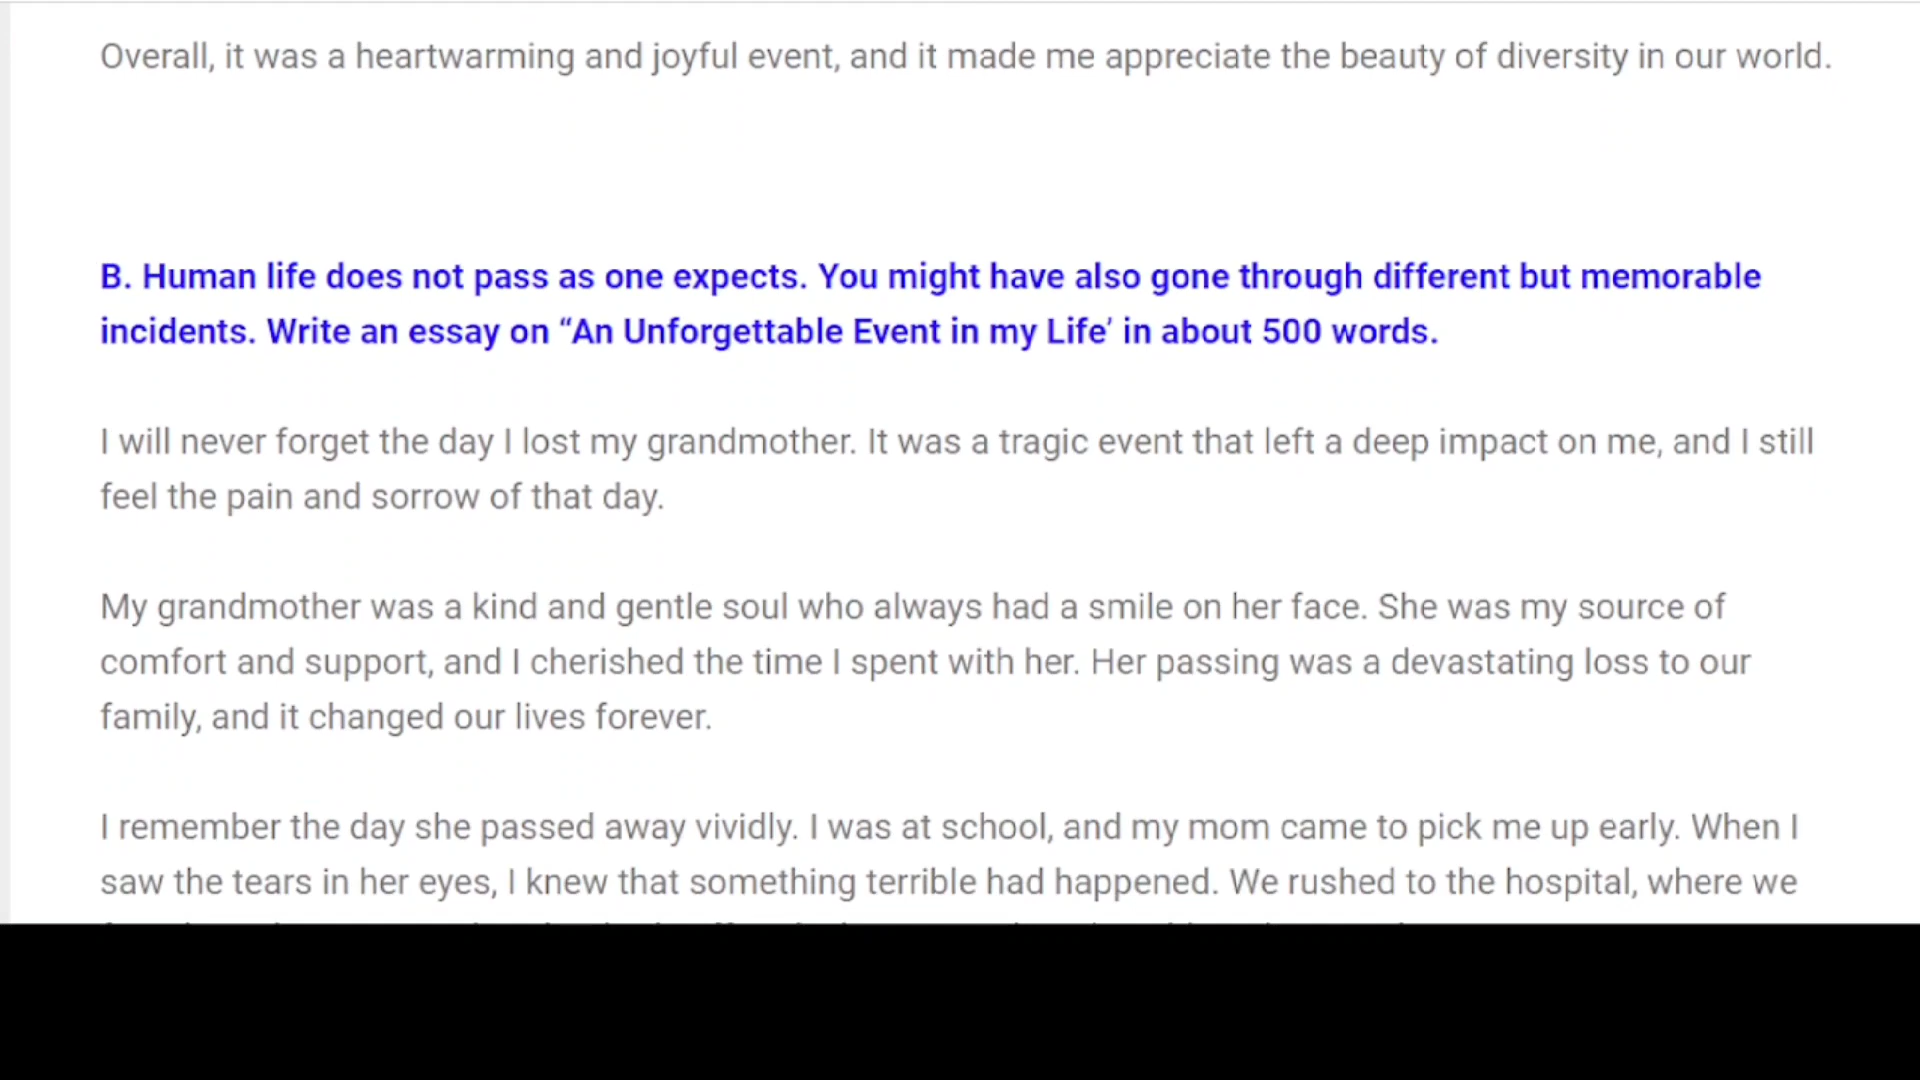 Overall, it was a heartwarming and joyful event, and it made me appreciate the beauty of diversity in our world.
B. Human life does not pass as one expects. You might have also gone through different but memorable
incidents. Write an essay on “An Unforgettable Event in my Life’ in about 500 words.
I will never forget the day I lost my grandmother. It was a tragic event that left a deep impact on me, and I still
feel the pain and sorrow of that day.
My grandmother was a kind and gentle soul who always had a smile on her face. She was my source of
comfort and support, and I cherished the time I spent with her. Her passing was a devastating loss to our
family, and it changed our lives forever.
I remember the day she passed away vividly. I was at school, and my mom came to pick me up early. When I
saw the tears in her eyes, I knew that something terrible had happened. We rushed to the hospital, where we